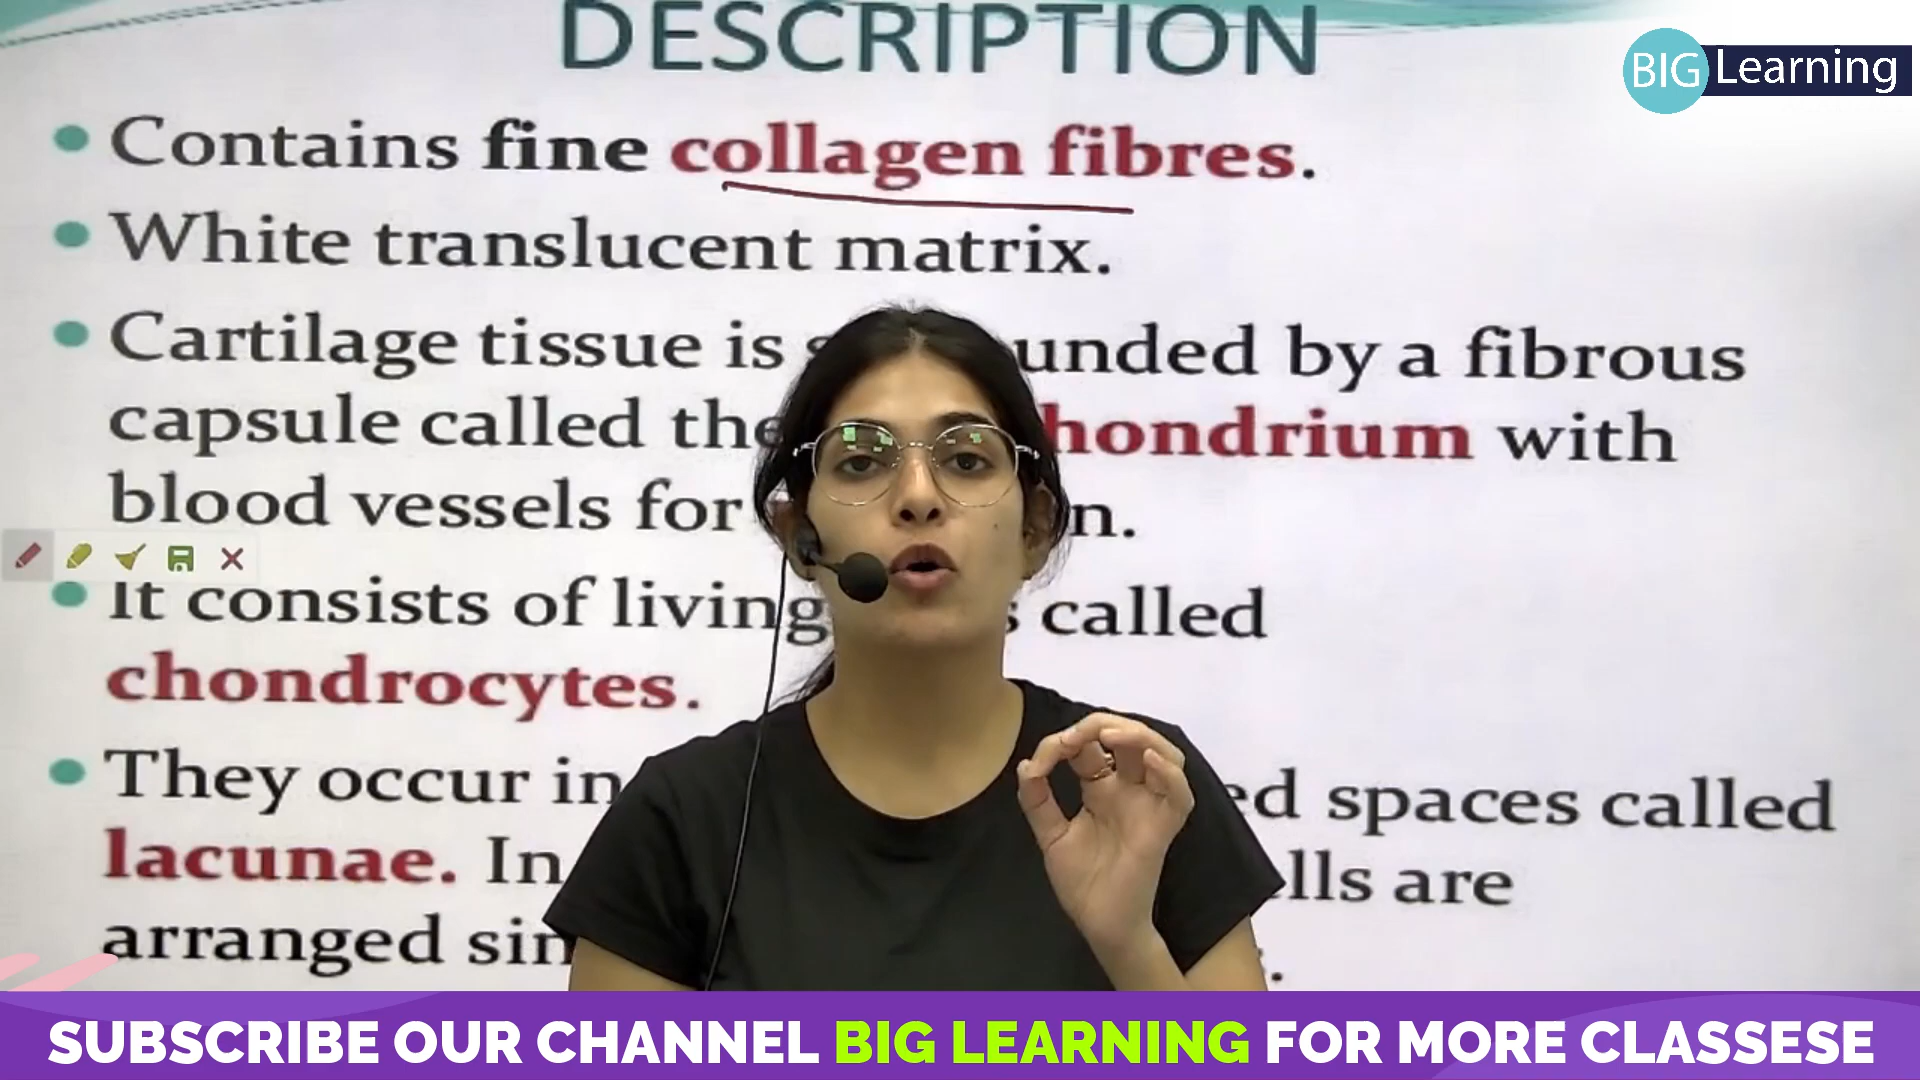 DESCRIPTION
BIG Learning
Contains fine collagen fibres.
White translucent matrix.
Cartilage tissue is unded by a fibrous
capsule called the hondrium with
blood vessels for n.
It consists of living called
chondrocytes.
They occur in ed spaces called
lacunae. In lls are
arranged sin
SUBSCRIBE OUR CHANNEL BIG LEARNING FOR MORE CLASSESE